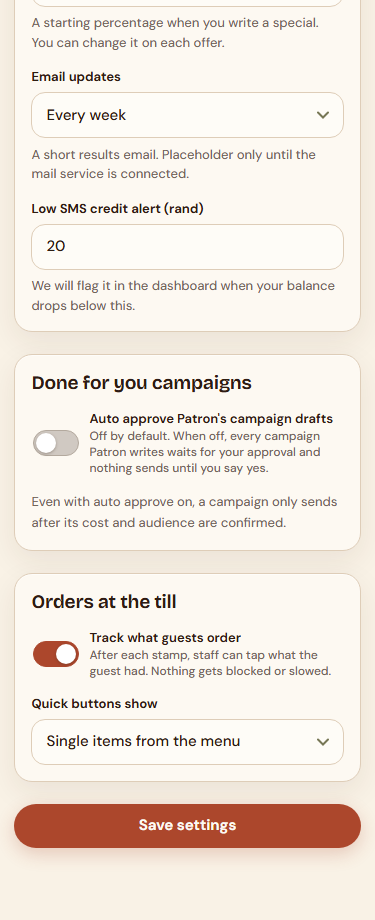 A starting percentage when you write a special.
You can change it on each offer.
Email updates
Every week
A short results email. Placeholder only until the
mail service is connected.
Low SMS credit alert (rand)
20
We will flag it in the dashboard when your balance
drops below this.
Done for you campaigns
Auto approve Patron's campaign drafts
Off by default. When off, every campaign
Patron writes waits for your approval and
nothing sends until you say yes.
Even with auto approve on, a campaign only sends
after its cost and audience are confirmed.
Orders at the till
Track what guests order
After each stamp, staff can tap what the
guest had. Nothing gets blocked or slowed.
Quick buttons show
Single items from the menu
Save settings